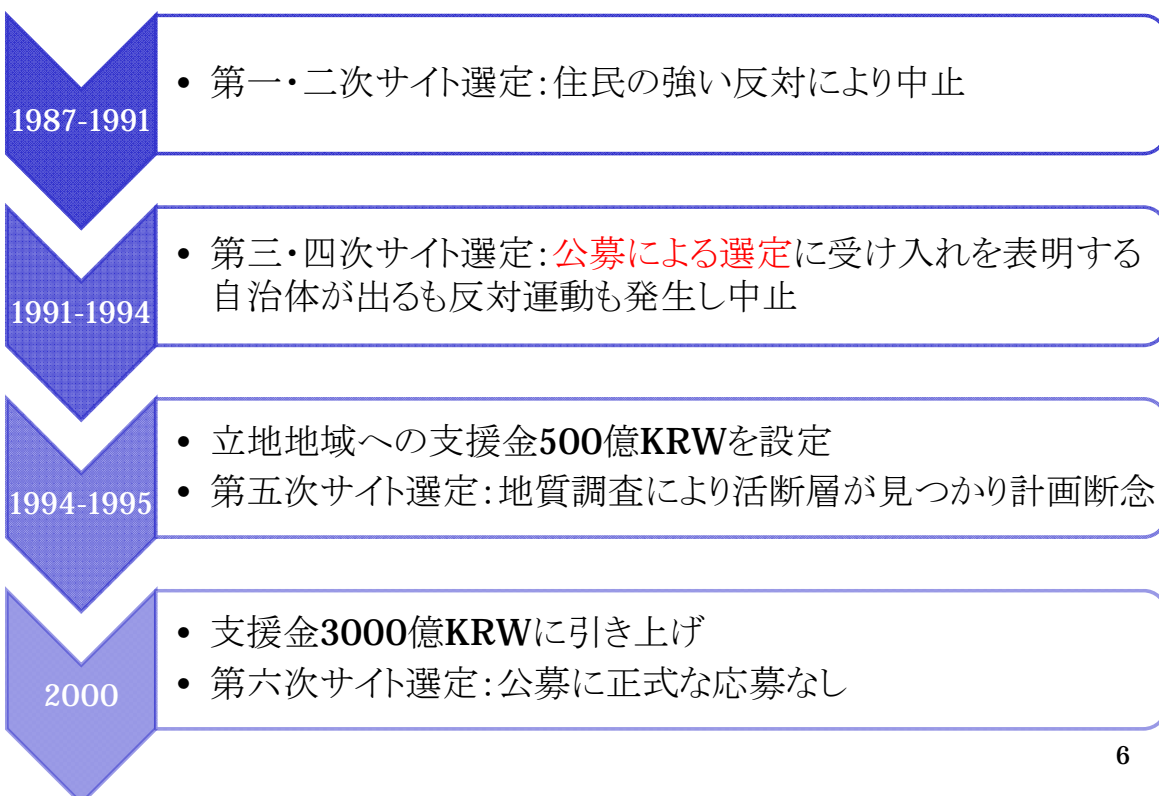 1987-1991
• 第一・二次サイト選定：住民の強い反対により中止
1991-1994
• 第三・四次サイト選定：公募による選定に受け入れを表明する
自治体が出るも反対運動も発生し中止
1994-1995
• 立地地域への支援金500億KRWを設定
• 第五次サイト選定：地質調査により活断層が見つかり計画断念
2000
• 支援金3000億KRWに引き上げ
• 第六次サイト選定：公募に正式な応募なし
6